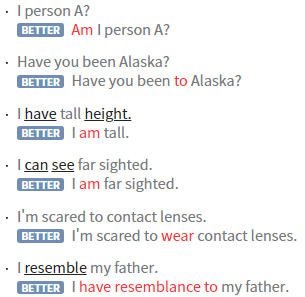 · I person A?
BETTER Am I person A?
· Have you been Alaska?
BETTER Have you been to Alaska?
· I have tall height.
BETTER I am tall.
· I can see far sighted.
BETTER I am far sighted.
· I'm scared to contact lenses.
BETTER I'm scared to wear contact lenses.
· I resemble my father.
BETTER I have resemblance to my father.